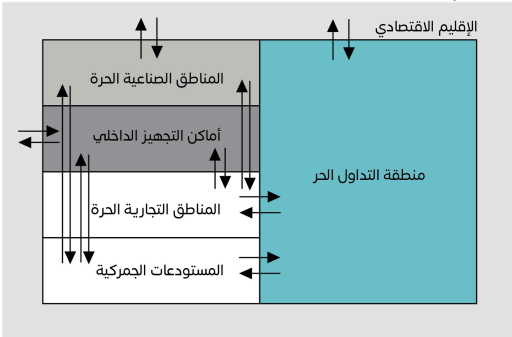 الإقليم الاقتصادي
المناطق الصناعية الحرة
أماكن التجهيز الداخلي
منطقة التداول الحر
المناطق التجارية الحرة
المستودعات الجمركية